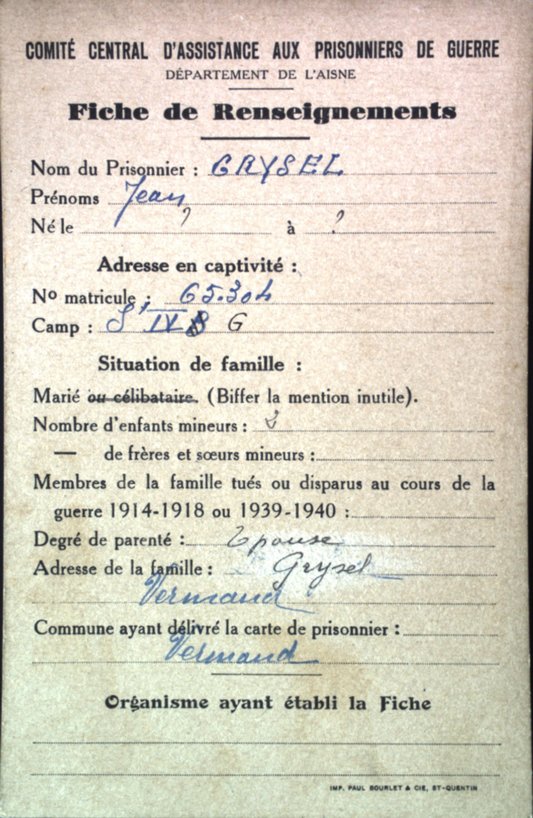 COMITÉ CENTRAL D'ASSISTANCE AUX PRISONNIERS DE GUERRE
DÉPARTEMENT DE L'AISNE
Fiche de Renseignements
Nom du Prisonnier : GRYSEL
Prénoms Jean
Né le ? à ?
Adresse en captivité :
No matricule : 65.304
Camp : St IV B G
Situation de famille :
Marié ou célibataire. (Biffer la mention inutile).
Nombre d'enfants mineurs :
— de frères et sœurs mineurs :
Membres de la famille tués ou disparus au cours de la
guerre 1914-1918 ou 1939-1940 :
Degré de parenté : Epouse
Adresse de la famille : Grysel
Vermand
Commune ayant délivré la carte de prisonnier :
Vermand
Organisme ayant établi la Fiche
IMP. PAUL BOURLET & CIE, ST-QUENTIN